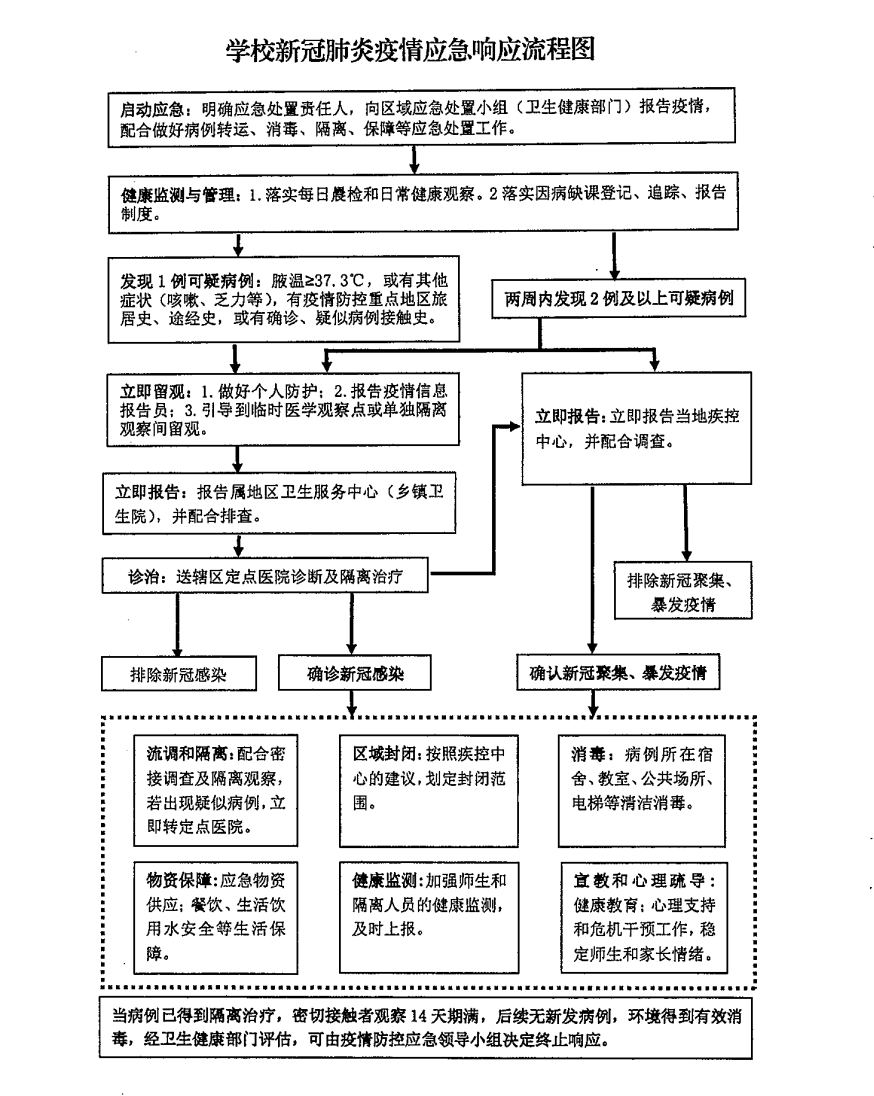 学校新冠肺炎疫情应急响应流程图
启动应急：明确应急处置责任人，向区域应急处置小组（卫生健康部门）报告疫情，
配合做好病例转运、消毒、隔离、保障等应急处置工作。
健康监测与管理：1.落实每日晨检和日常健康观察。2 落实因病缺课登记、追踪、报告
制度。
发现 1 例可疑病例：腋温≥37.3℃，或有其他
症状（咳嗽、乏力等），有疫情防控重点地区旅
居史、途经史，或有确诊、疑似病例接触史。
两周内发现 2 例及以上可疑病例
立即留观：1.做好个人防护；2.报告疫情信息
报告员；3.引导到临时医学观察点或单独隔离
观察间留观。
立即报告：立即报告当地疾控
中心，并配合调查。
立即报告：报告属地区卫生服务中心（乡镇卫
生院），并配合排查。
诊治：送辖区定点医院诊断及隔离治疗
排除新冠聚集、
暴发疫情
排除新冠感染
确诊新冠感染
确认新冠聚集、暴发疫情
流调和隔离：配合密
接调查及隔离观察，
若出现疑似病例，立
即转定点医院。
区域封闭：按照疾控中
心的建议，划定封闭范
围。
消毒：病例所在宿
舍、教室、公共场所、
电梯等清洁消毒。
物资保障：应急物资
供应；餐饮、生活饮
用水安全等生活保
障。
健康监测：加强师生和
隔离人员的健康监测，
及时上报。
宣教和心理疏导：
健康教育；心理支持
和危机干预工作，稳
定师生和家长情绪。
当病例已得到隔离治疗，密切接触者观察 14 天期满，后续无新发病例，环境得到有效消
毒，经卫生健康部门评估，可由疫情防控应急领导小组决定终止响应。